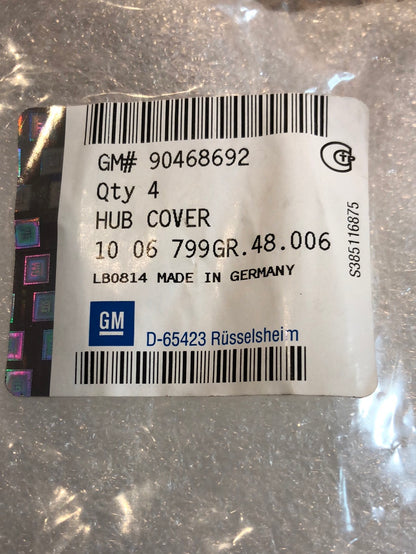 GM# 90468692
Qty 4
HUB COVER
10 06 799GR.48.006
LB0814 MADE IN GERMANY
GM
D-65423 Rüsselsheim
S385116875